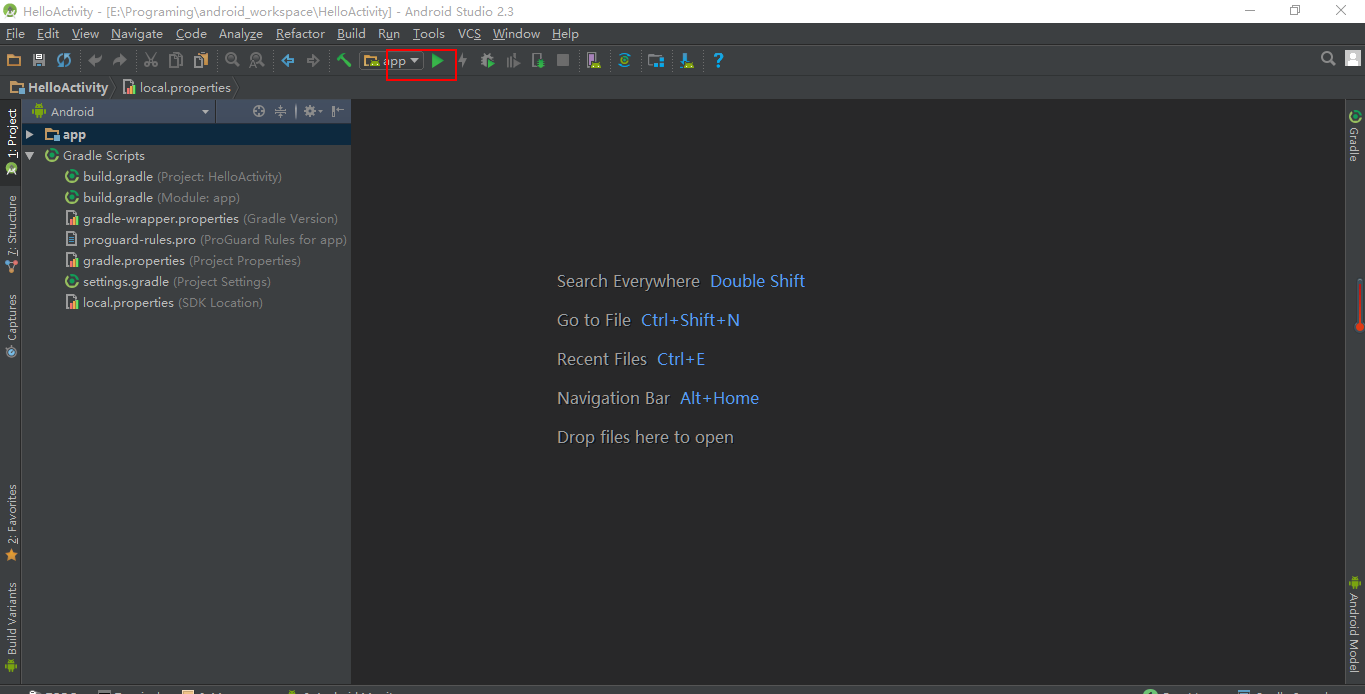 HelloActivity - [E:\Programing\android_workspace\HelloActivity] - Android Studio 2.3
File Edit View Navigate Code Analyze Refactor Build Run Tools VCS Window Help
app
HelloActivity local.properties
Android
app
Gradle Scripts
build.gradle (Project: HelloActivity)
build.gradle (Module: app)
gradle-wrapper.properties (Gradle Version)
proguard-rules.pro (ProGuard Rules for app)
gradle.properties (Project Properties)
settings.gradle (Project Settings)
local.properties (SDK Location)
1: Project
7: Structure
Captures
2: Favorites
Build Variants
Search Everywhere Double Shift
Go to File Ctrl+Shift+N
Recent Files Ctrl+E
Navigation Bar Alt+Home
Drop files here to open
Gradle
Android Model